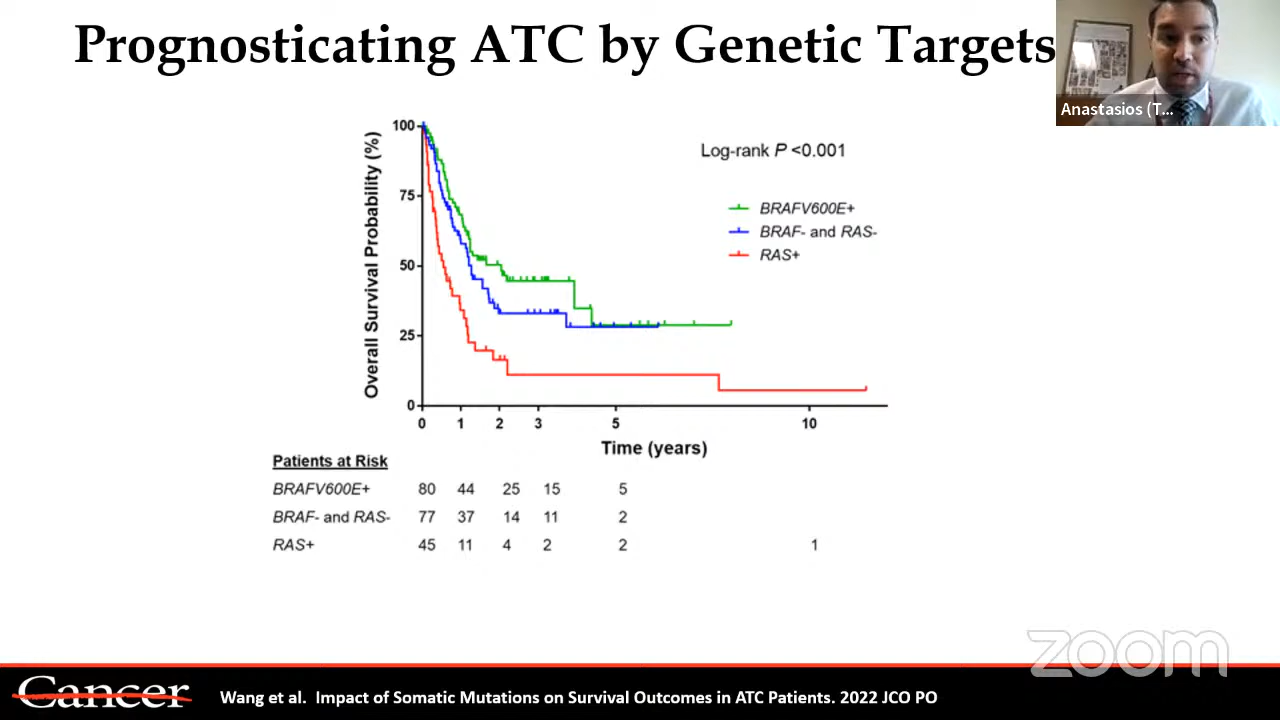 Prognosticating ATC by Genetic Targets
Anastasios (T...
Overall Survival Probability (%)
100
75
50
25
0
Log-rank P <0.001
BRAFV600E+
BRAF- and RAS-
RAS+
0 1 2 3 5 10
Time (years)
Patients at Risk
BRAFV600E+ 80 44 25 15 5
BRAF- and RAS- 77 37 14 11 2
RAS+ 45 11 4 2 2 1
zoom
Cancer
Wang et al. Impact of Somatic Mutations on Survival Outcomes in ATC Patients. 2022 JCO PO